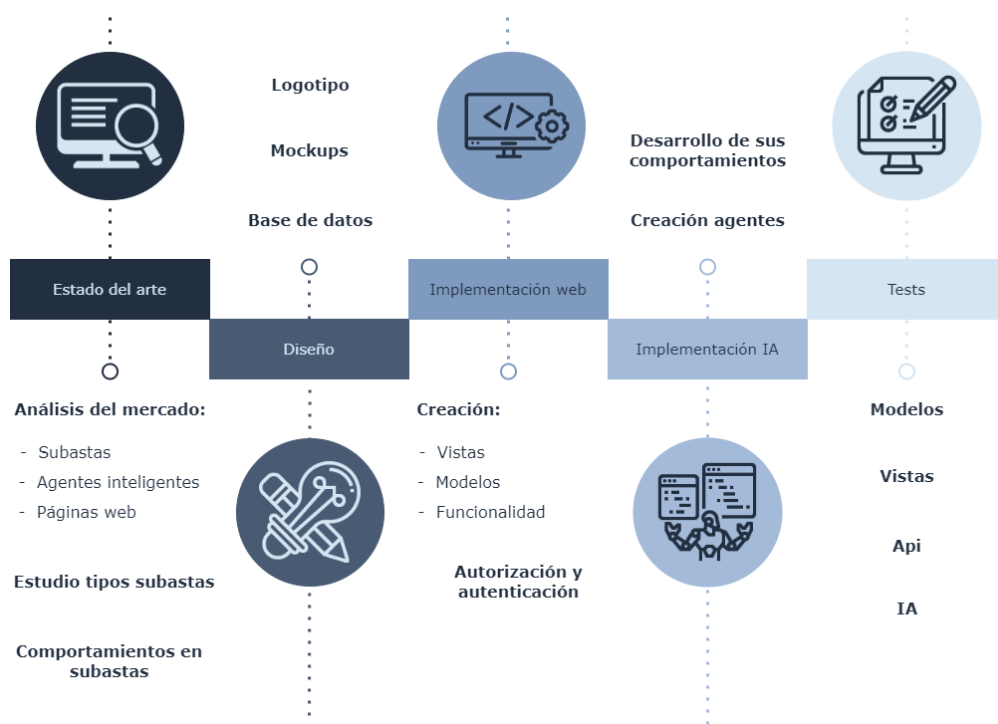 Logotipo
Mockups
Base de datos
Desarrollo de sus
comportamientos
Creación agentes
Estado del arte
Diseño
Implementación web
Implementación IA
Tests
Análisis del mercado:
- Subastas
- Agentes inteligentes
- Páginas web
Estudio tipos subastas
Comportamientos en
subastas
Creación:
- Vistas
- Modelos
- Funcionalidad
Autorización y
autenticación
Modelos
Vistas
Api
IA